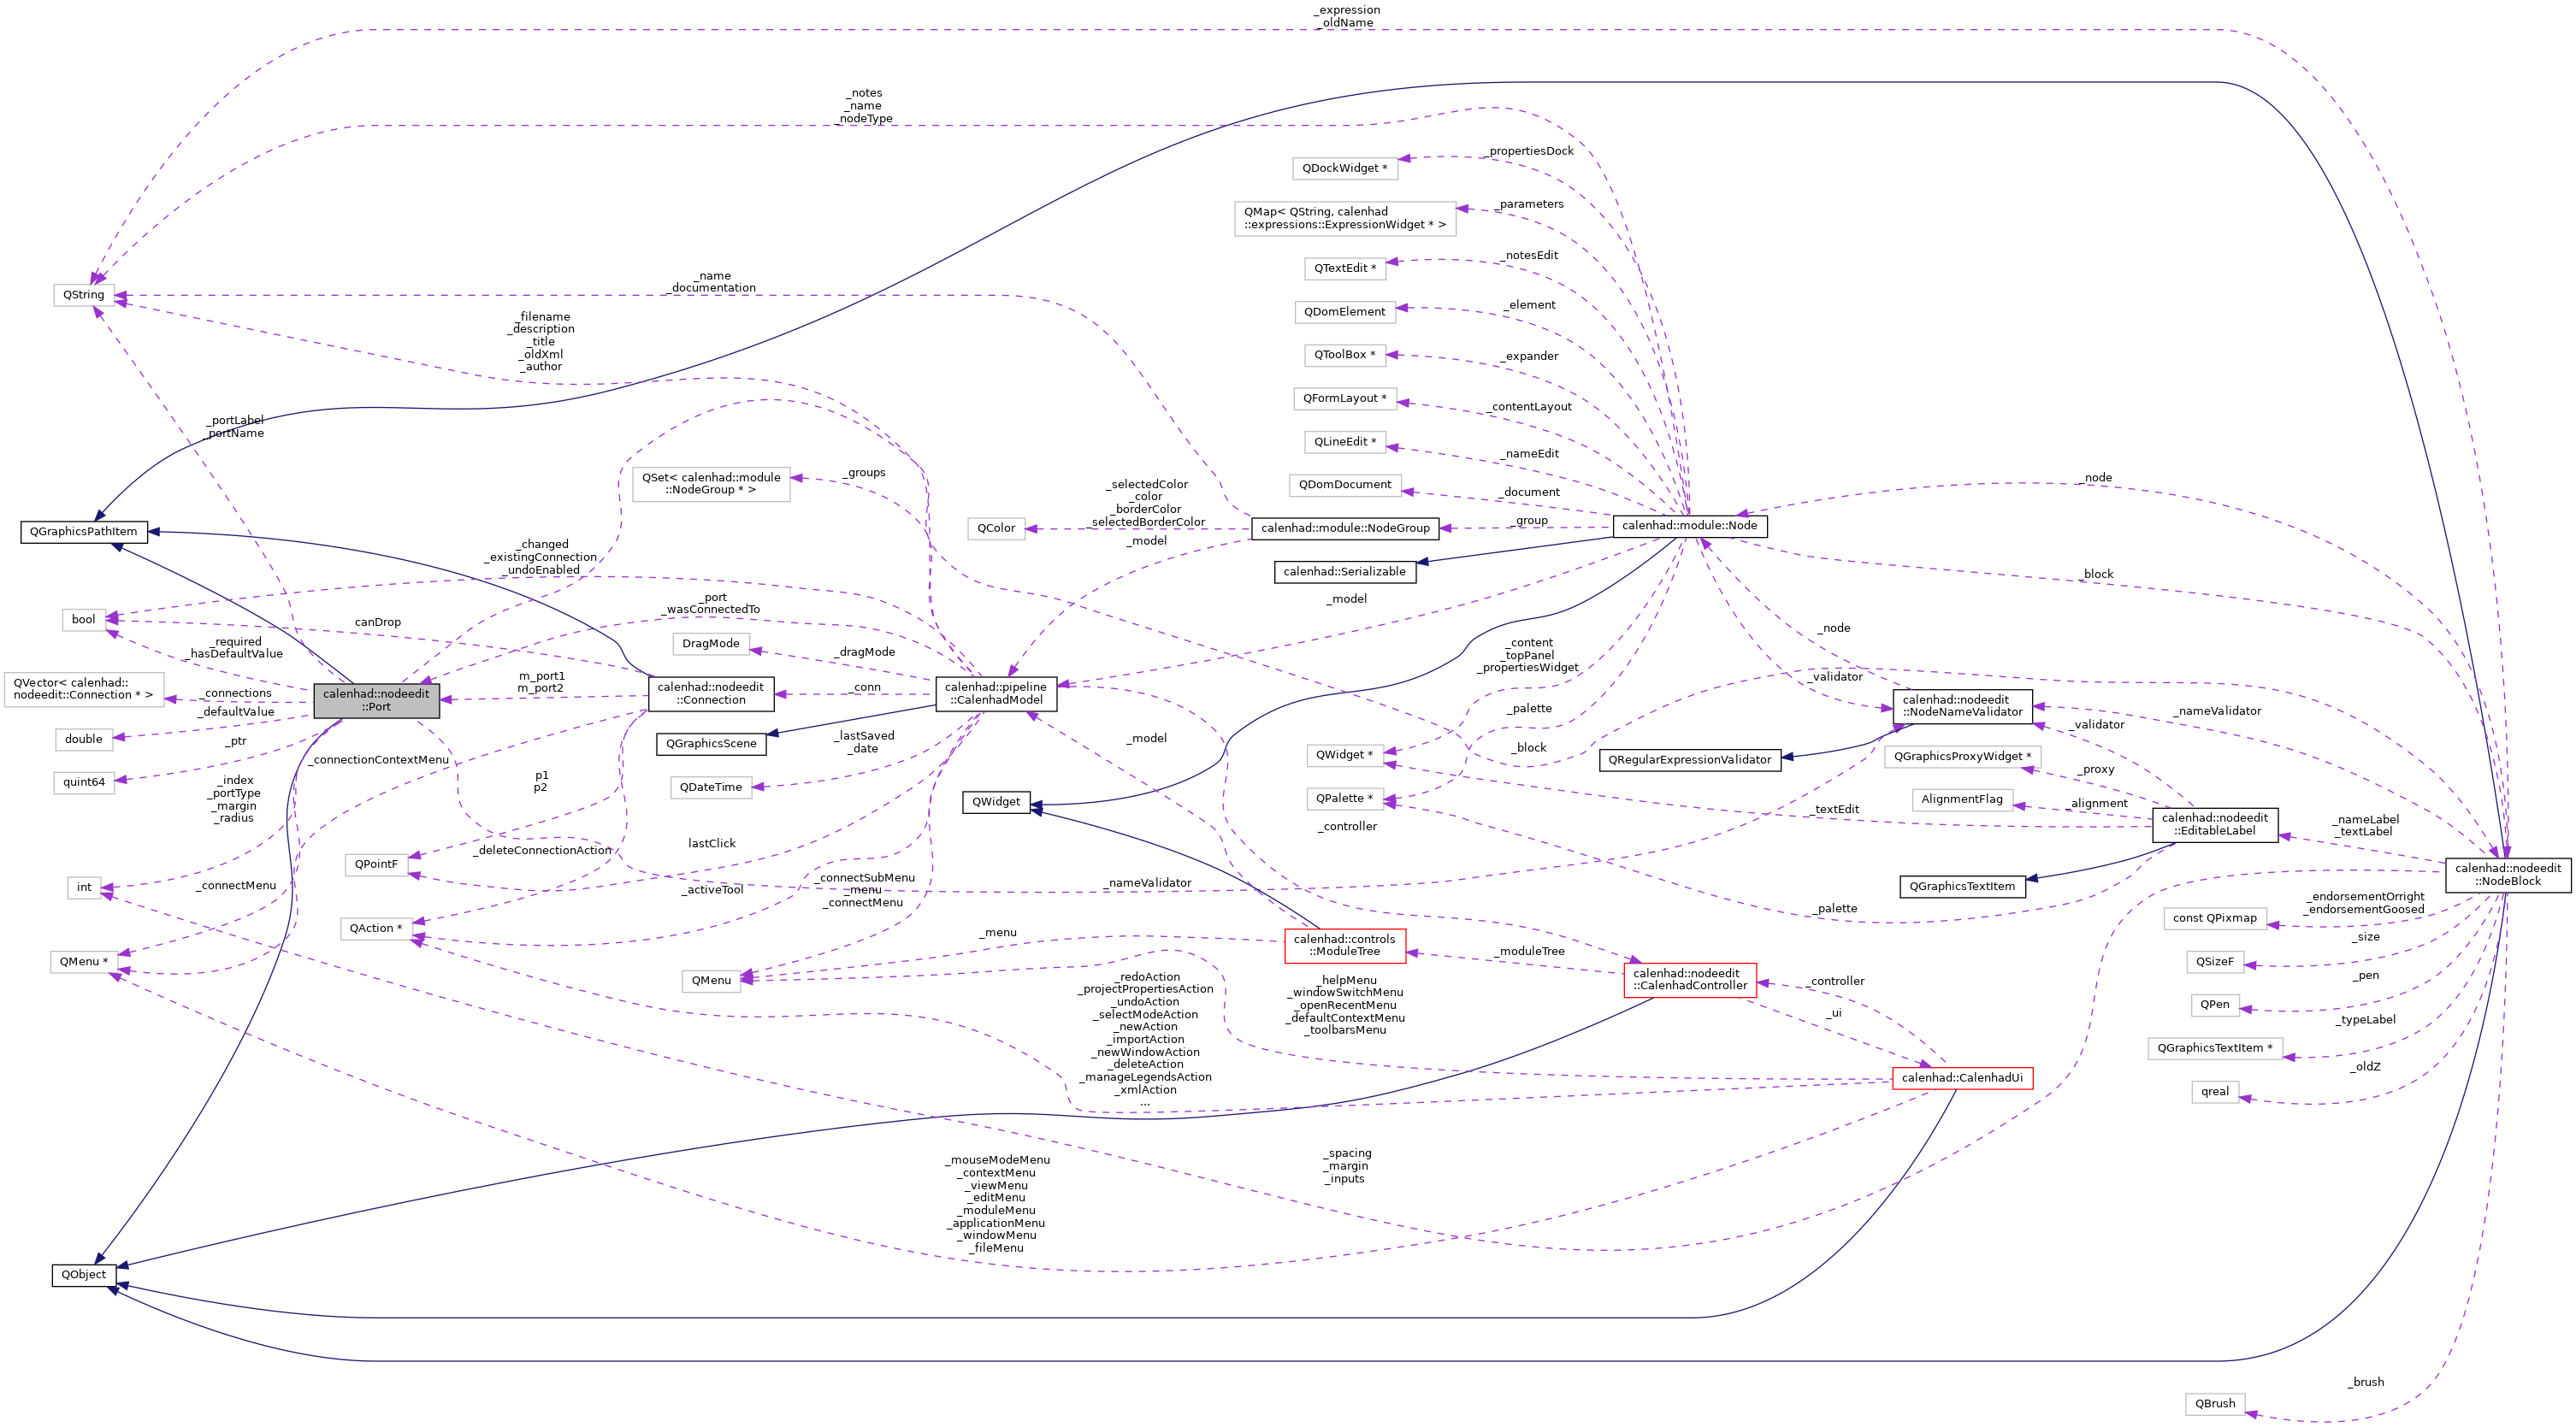 _expression
_oldName
_notes
_name
_nodeType
_propertiesDock
QDockWidget *
_parameters
QMap< QString, calenhad
::expressions::ExpressionWidget * >
_notesEdit
QTextEdit *
_name
_documentation
QString
_element
QDomElement
_filename
_description
_title
_oldXml
_author
_expander
QToolBox *
_contentLayout
QFormLayout *
_portLabel
_portName
_nameEdit
QLineEdit *
_groups
QSet< calenhad::module
::NodeGroup * >
_node
_selectedColor
_color
_borderColor
_selectedBorderColor
QDomDocument
_document
QGraphicsPathItem
QColor
calenhad::module::NodeGroup
_group
calenhad::module::Node
_model
_changed
_existingConnection
_undoEnabled
calenhad::Serializable
_block
_port
_wasConnectedTo
_model
bool
canDrop
_required
_hasDefaultValue
DragMode
_dragMode
_content
_topPanel
_propertiesWidget
_node
QVector< calenhad::
nodeedit::Connection * >
_connections
calenhad::nodeedit
::Port
m_port1
m_port2
calenhad::nodeedit
::Connection
_conn
calenhad::pipeline
::CalenhadModel
_validator
calenhad::nodeedit
::NodeNameValidator
_nameValidator
_defaultValue
_palette
_validator
double
_ptr
QGraphicsScene
_lastSaved
_date
_model
_block
QWidget *
QRegularExpressionValidator
QGraphicsProxyWidget *
_proxy
_connectionContextMenu
quint64
_index
_portType
_margin
_radius
p1
p2
QDateTime
QWidget
QPalette *
_textEdit
AlignmentFlag
_alignment
calenhad::nodeedit
::EditableLabel
_nameLabel
_textLabel
_controller
_deleteConnectionAction
lastClick
QPointF
calenhad::nodeedit
::NodeBlock
int
_connectMenu
_activeTool
_connectSubMenu
_menu
_connectMenu
_nameValidator
QGraphicsTextItem
_palette
_endorsementOrright
_endorsementGoosed
const QPixmap
QAction *
_menu
calenhad::controls
::ModuleTree
_size
_moduleTree
QSizeF
QMenu *
QMenu
calenhad::nodeedit
::CalenhadController
_controller
_pen
_redoAction
_projectPropertiesAction
_undoAction
_selectModeAction
_newAction
_importAction
_newWindowAction
_deleteAction
_manageLegendsAction
_xmlAction
...
_helpMenu
_windowSwitchMenu
_openRecentMenu
_defaultContextMenu
_toolbarsMenu
_ui
QPen
_typeLabel
QGraphicsTextItem *
_oldZ
calenhad::CalenhadUi
qreal
_mouseModeMenu
_contextMenu
_viewMenu
_editMenu
_moduleMenu
_applicationMenu
_windowMenu
_fileMenu
_spacing
_margin
_inputs
QObject
_brush
QBrush